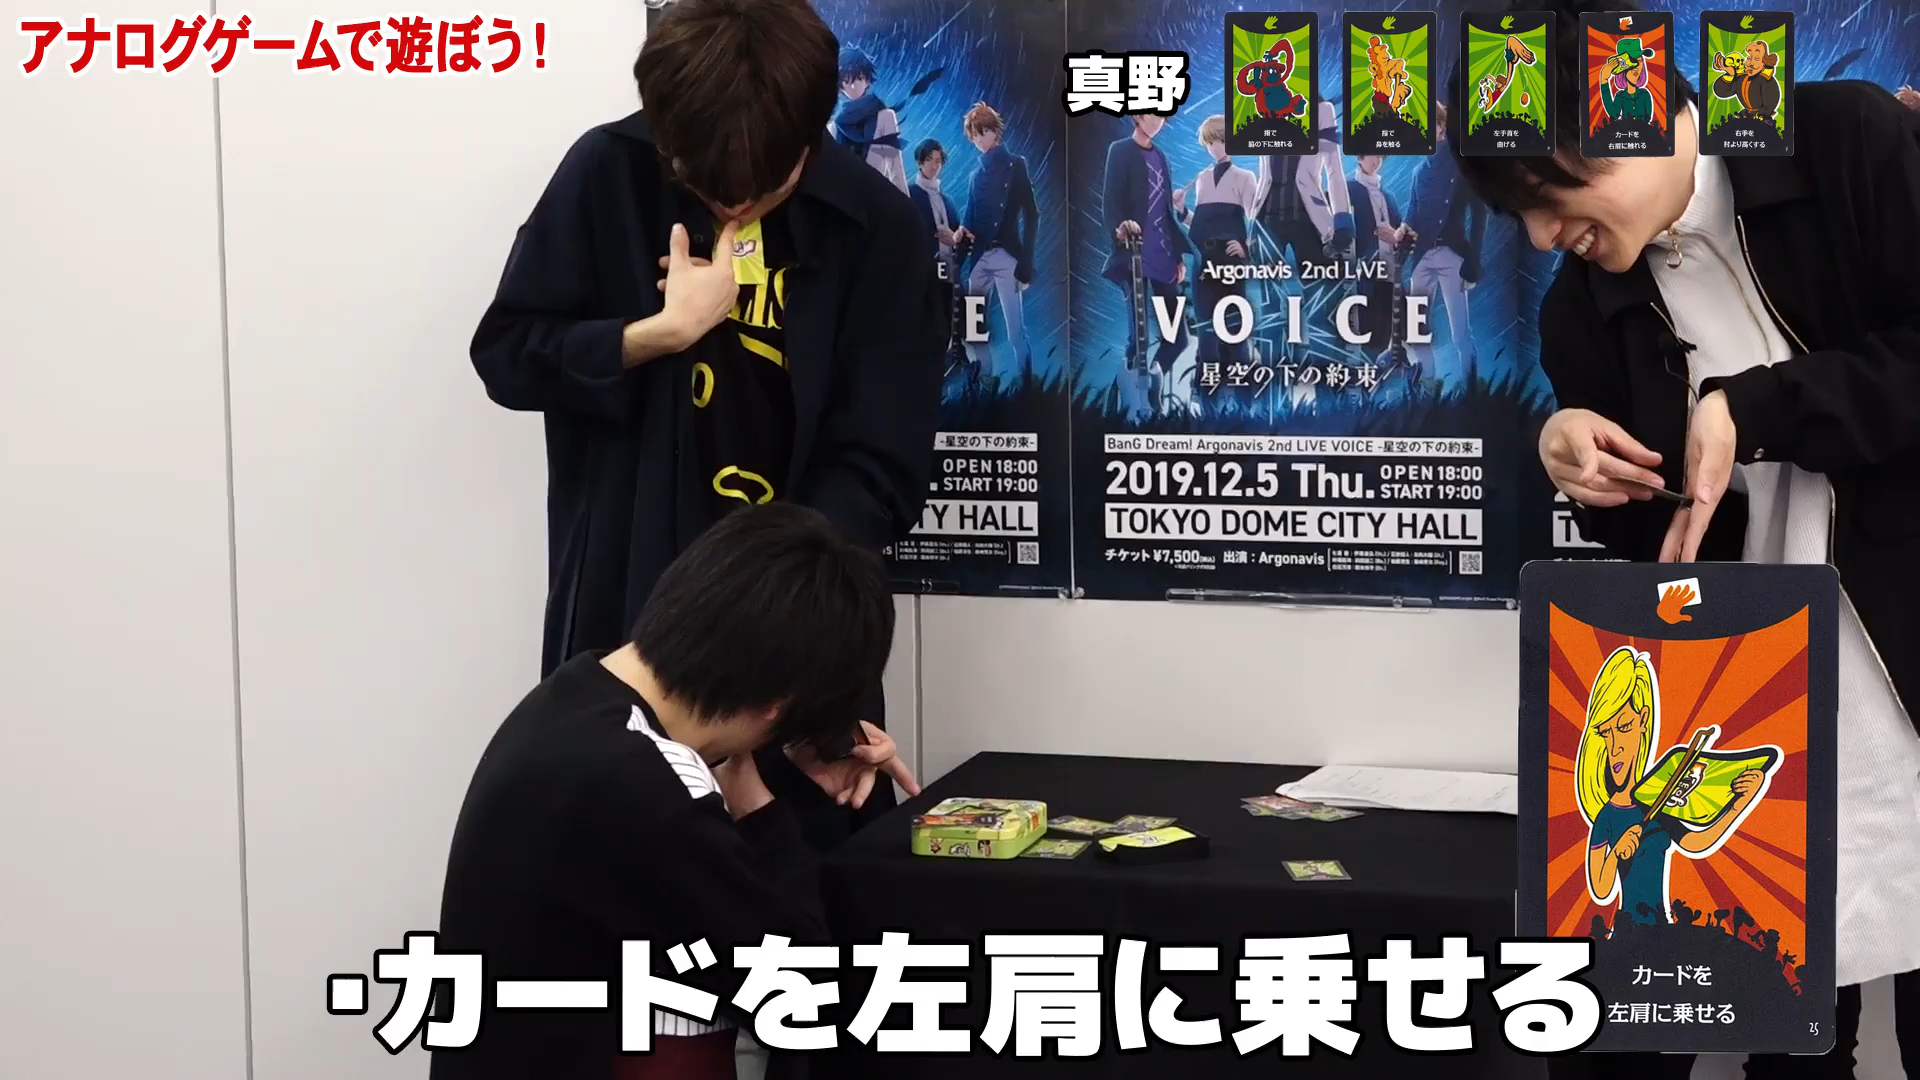 アナログゲームで遊ぼう!
真野
指で
脇の下に触れる
指で
鼻を触る
左手首を
曲げる
カードを
右眉に触れる
右手を
肘より高くする
Argonavis 2nd LIVE
VOICE
星空の下の約束
BanG Dream! Argonavis 2nd LIVE VOICE -星空の下の約束-
2019.12.5 Thu. OPEN 18:00
START 19:00
TOKYO DOME CITY HALL
チケット ¥7,500(税込) 出演:Argonavis
E
-星空の下の約束-
OPEN 18:00
START 19:00
TY HALL
カードを
左肩に乗せる
25
・カードを左肩に乗せる